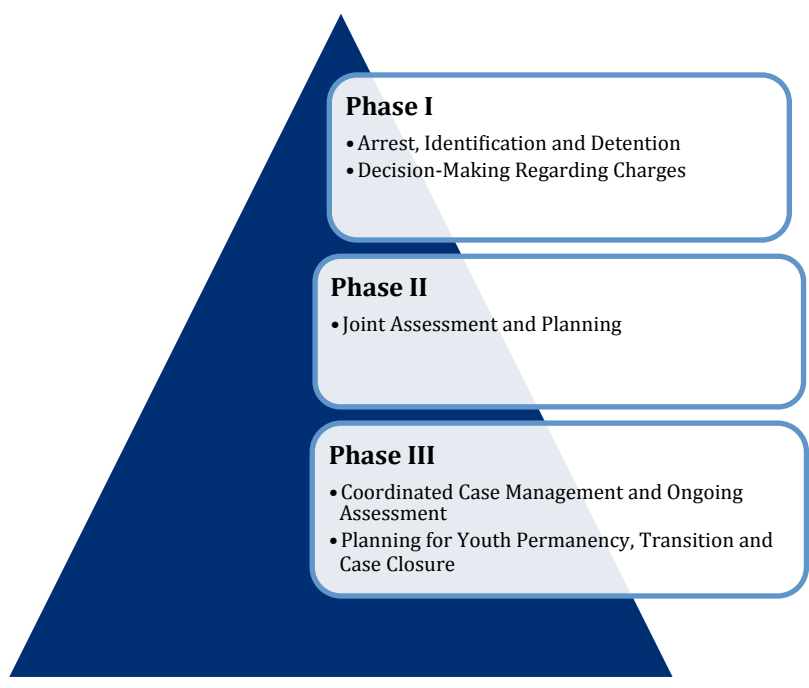 Phase I
•Arrest, Identification and Detention
•Decision-Making Regarding Charges
Phase II
•Joint Assessment and Planning
Phase III
•Coordinated Case Management and Ongoing
Assessment
•Planning for Youth Permanency, Transition and
Case Closure